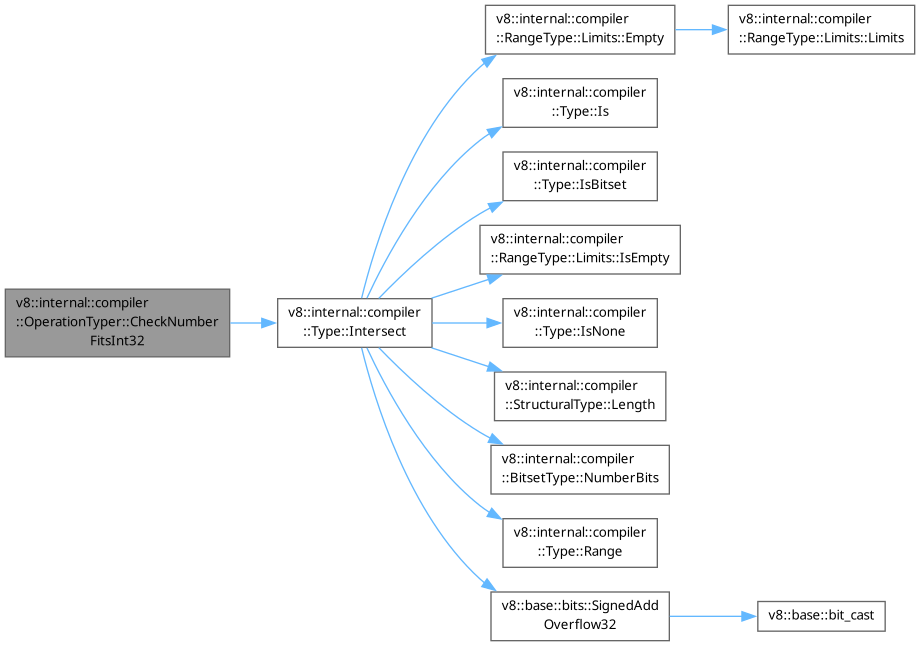 v8::internal::compiler
::OperationTyper::CheckNumber
FitsInt32
v8::internal::compiler
::Type::Intersect
v8::internal::compiler
::RangeType::Limits::Empty
v8::internal::compiler
::RangeType::Limits::Limits
v8::internal::compiler
::Type::Is
v8::internal::compiler
::Type::IsBitset
v8::internal::compiler
::RangeType::Limits::IsEmpty
v8::internal::compiler
::Type::IsNone
v8::internal::compiler
::StructuralType::Length
v8::internal::compiler
::BitsetType::NumberBits
v8::internal::compiler
::Type::Range
v8::base::bits::SignedAdd
Overflow32
v8::base::bit_cast